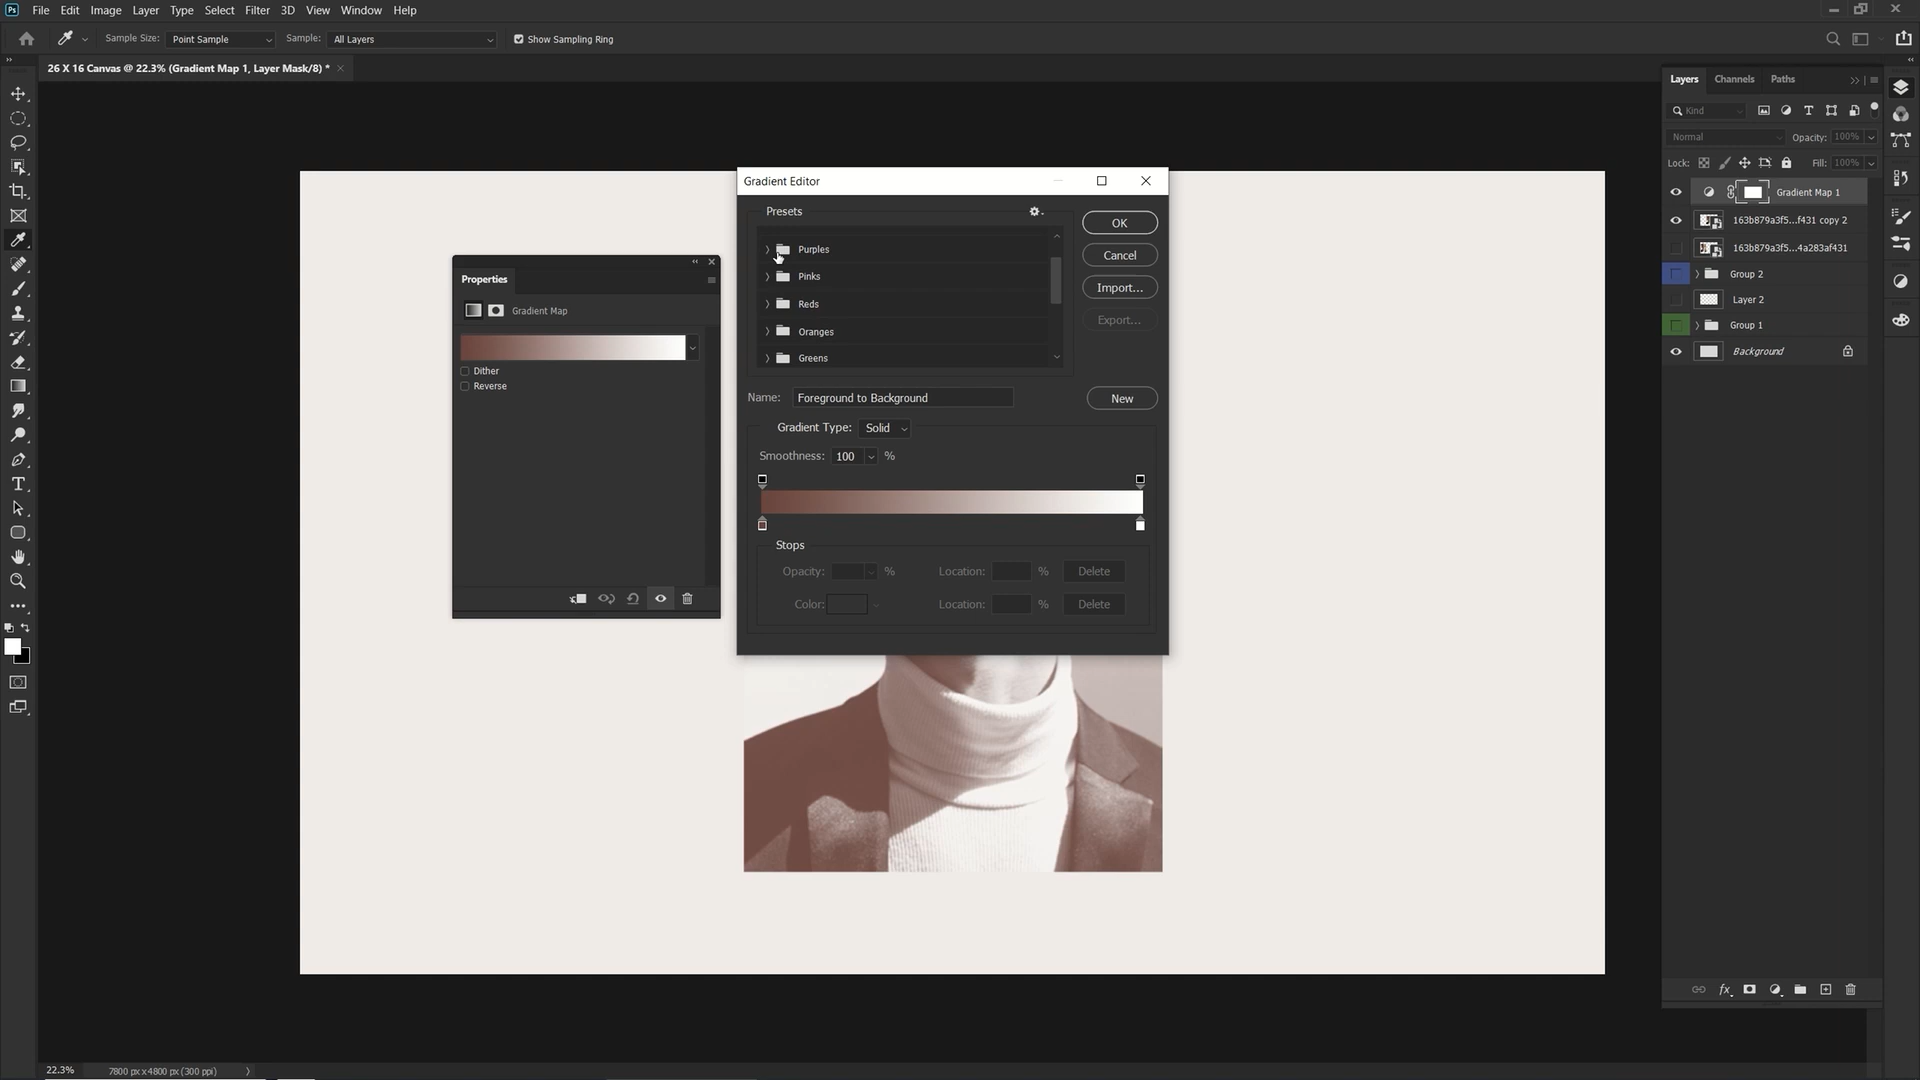 Ps File Edit Image Layer Type Select Filter 3D View Window Help
Sample Size: Point Sample Sample: All Layers Show Sampling Ring
26 X 16 Canvas @ 22.3% (Gradient Map 1, Layer Mask/8) *
Properties
Gradient Map
Dither
Reverse
Gradient Editor
Presets
Purples
Pinks
Reds
Oranges
Greens
OK
Cancel
Import...
Export...
Name: Foreground to Background
New
Gradient Type: Solid
Smoothness: 100 %
Stops
Opacity: % Location: % Delete
Color: Location: % Delete
Layers Channels Paths
Kind
Normal Opacity: 100%
Lock: Fill: 100%
Gradient Map 1
163b879a3f5...f431 copy 2
163b879a3f5...4a283af431
Group 2
Layer 2
Group 1
Background
fx
22.3% 7800 px x 4800 px (300 ppi)